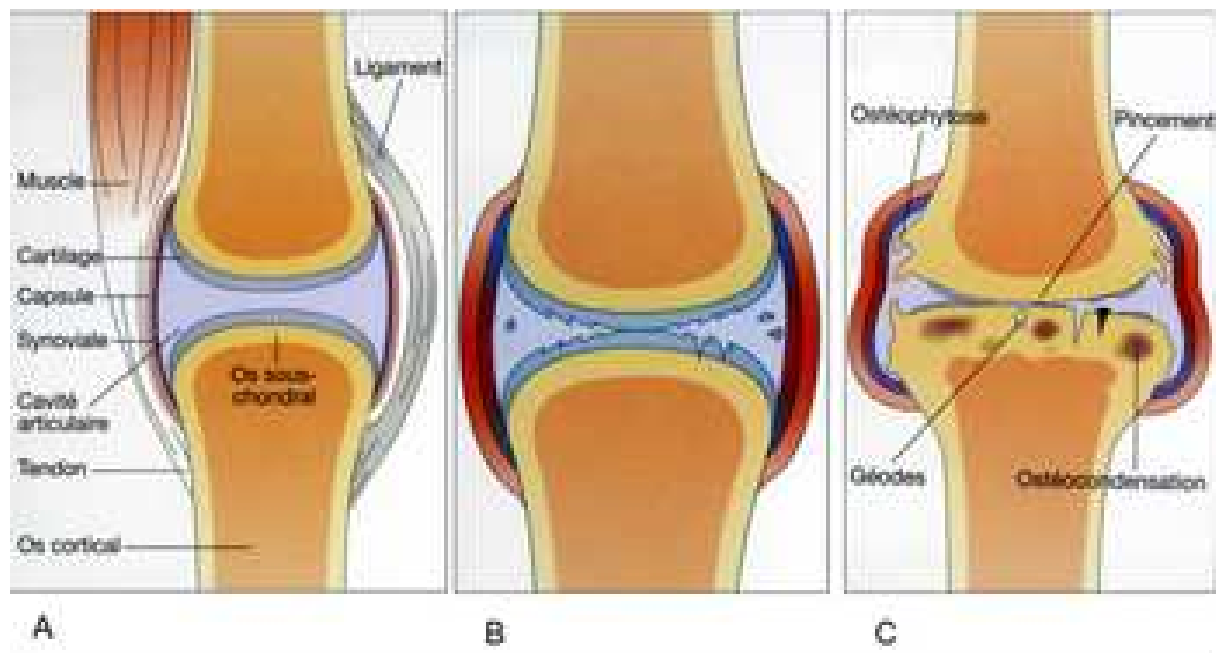 Ligament
Muscle
Cartilage
Capsule
Synoviale
Os sous-
chondral
Cavité
articulaire
Tendon
Os cortical
Ostéophytose
Pincement
Géodes
Ostéocondensation
A
B
C